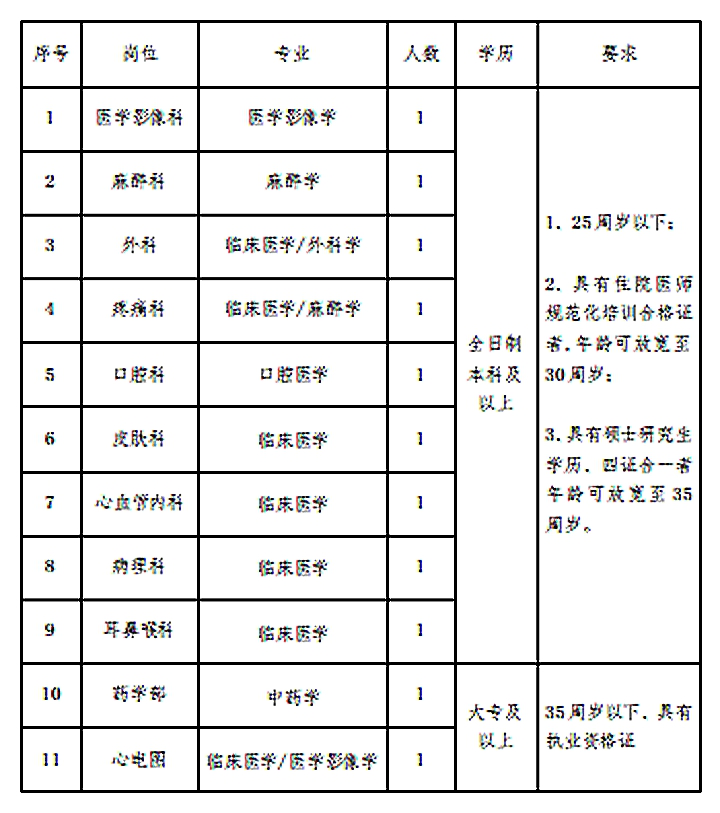 序号 岗位 专业 人数 学历 要求
1 医学影像科 医学影像学 1
2 麻醉科 麻醉学 1
3 外科 临床医学/外科学 1
4 疼痛科 临床医学/麻醉学 1
5 口腔科 口腔医学 1
6 皮肤科 临床医学 1
7 心血管内科 临床医学 1
8 病理科 临床医学 1
9 耳鼻喉科 临床医学 1
全日制
本科及
以上
1. 25周岁以下;
2. 具有住院医师
规范化培训合格证
者,年龄可放宽至
30周岁;
3.具有硕士研究生
学历, 四证合一者
年龄可放宽至 35
周岁。
10 药学部 中药学 1
11 心电图 临床医学/医学影像学 1
大专及
以上
35周岁以下, 具有
执业资格证